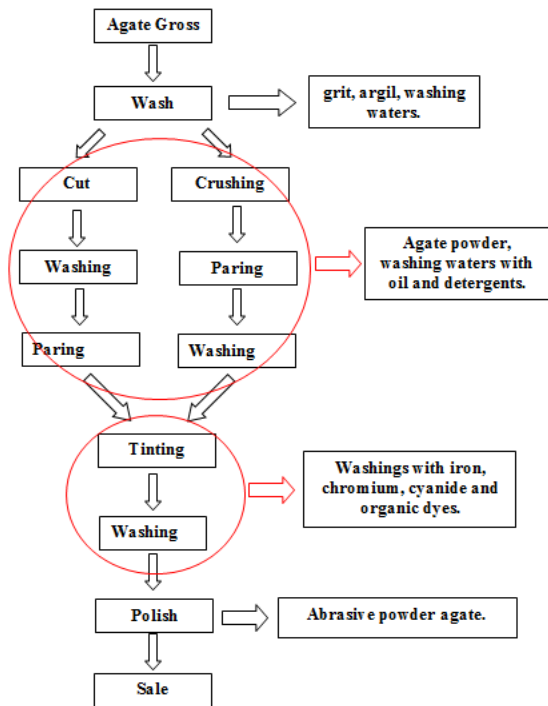 Agate Gross
Wash
grit, argil, washing
waters.
Cut
Crushing
Washing
Paring
Agate powder,
washing waters with
oil and detergents.
Paring
Washing
Tinting
Washings with iron,
chromium, cyanide and
organic dyes.
Washing
Polish
Abrasive powder agate.
Sale